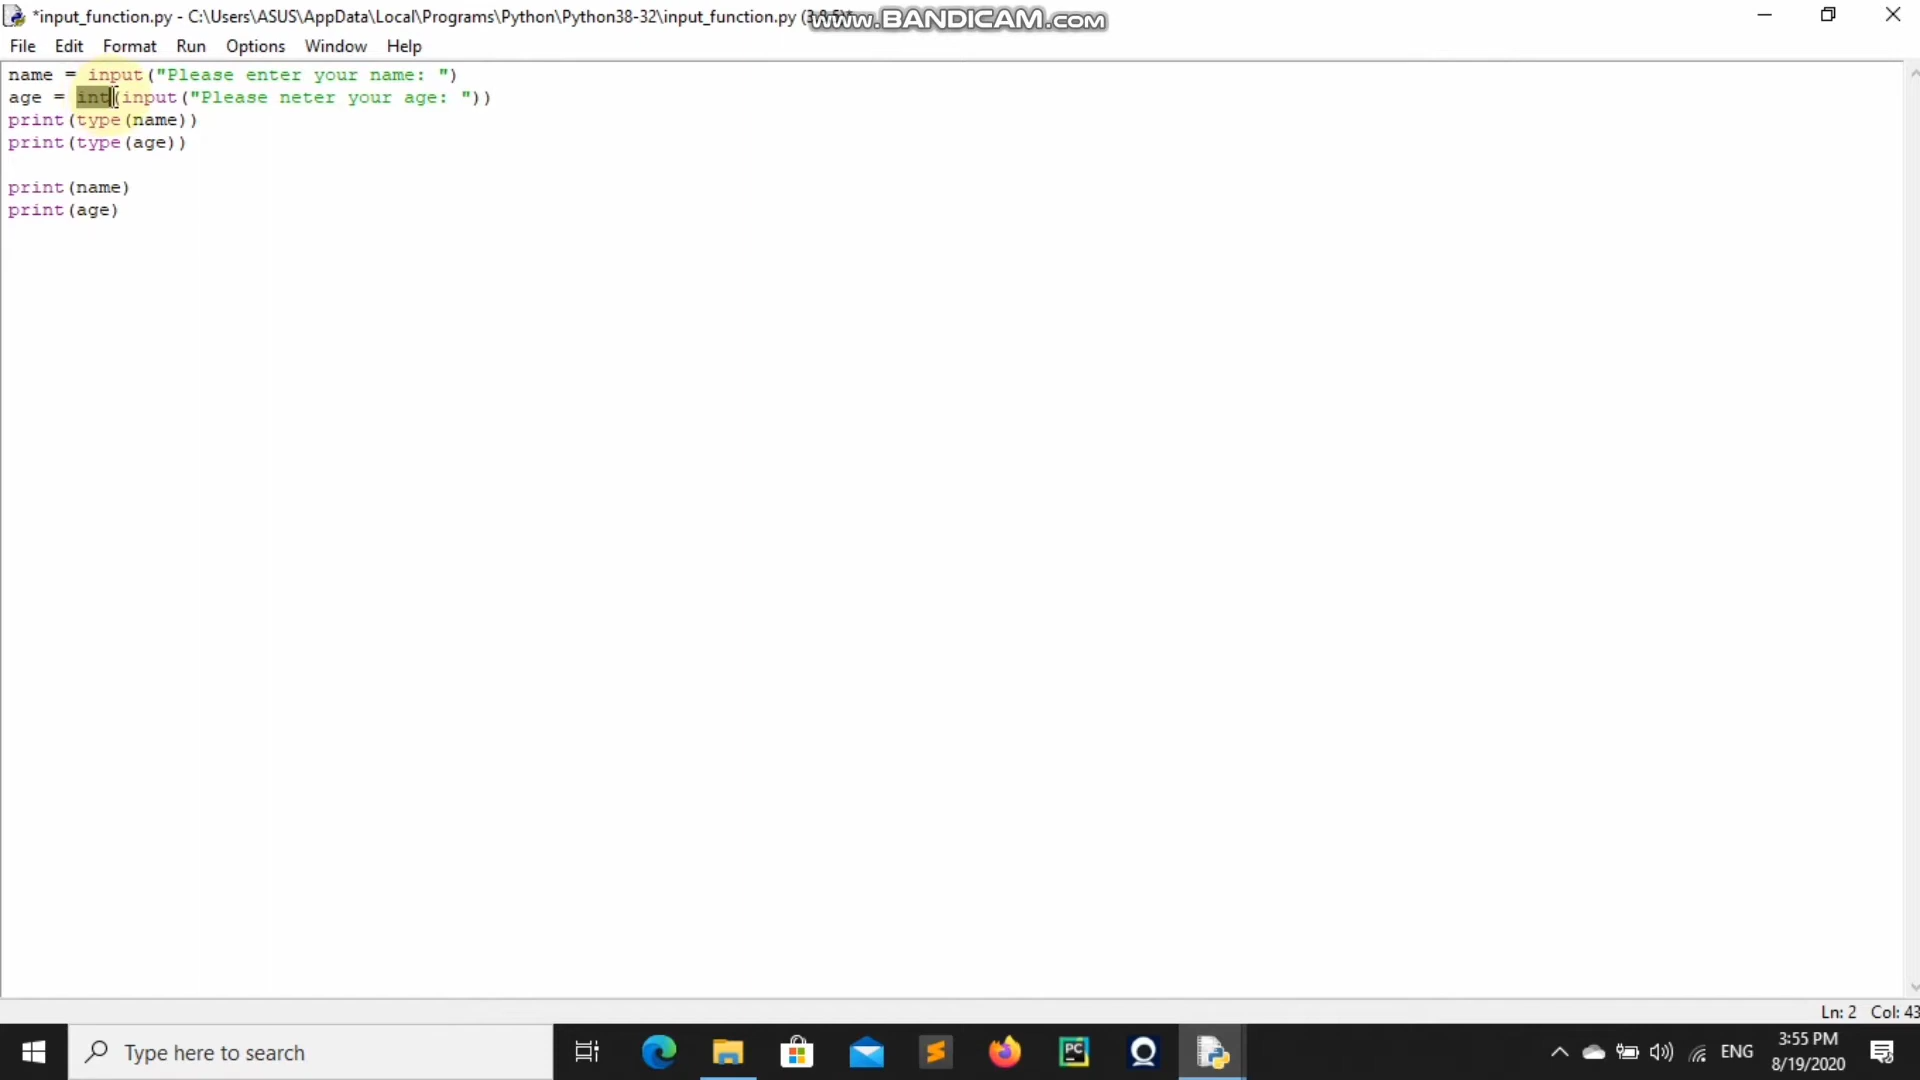 *input_function.py - C:\Users\ASUS\AppData\Local\Programs\Python\Python38-32\input_function.py
www.BANDICAM.com
File Edit Format Run Options Window Help
name = input("Please enter your name: ")
age = int(input("Please neter your age: "))
print(type(name))
print(type(age))
print(name)
print(age)
Ln: 2 Col: 43
Type here to search
PC
ENG
3:55 PM
8/19/2020